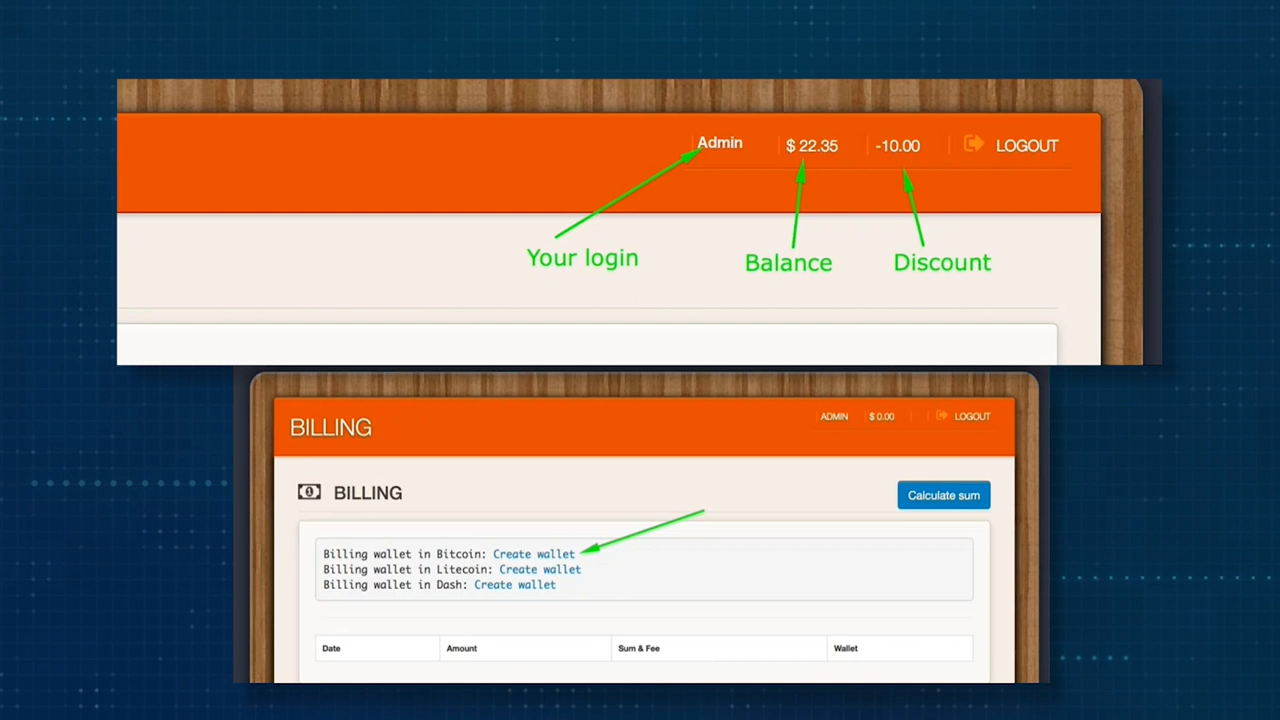 Admin $ 22.35 -10.00 LOGOUT
Your login Balance Discount
BILLING ADMIN $ 0.00 LOGOUT
BILLING Calculate sum
Billing wallet in Bitcoin: Create wallet
Billing wallet in Litecoin: Create wallet
Billing wallet in Dash: Create wallet
Date Amount Sum & Fee Wallet